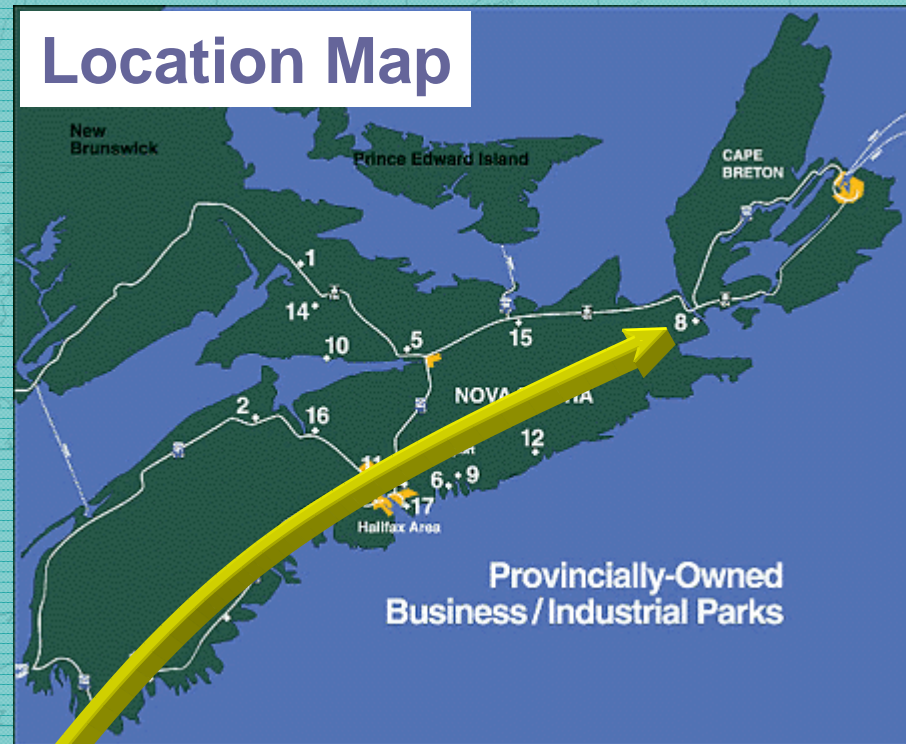 Location Map
New
Brunswick
Prince Edward Island
CAPE
BRETON
1
14
8
10
5
15
NOVA
2
16
12
11
6
9
17
Halifax Area
Provincially-Owned
Business / Industrial Parks